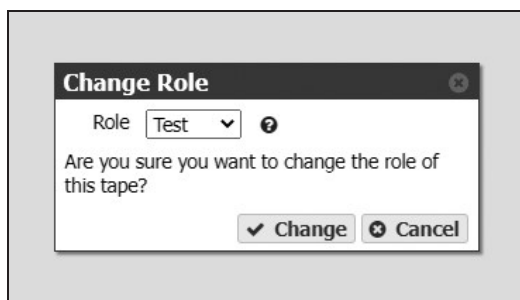 Change Role
Role Test
Are you sure you want to change the role of
this tape?
Change Cancel